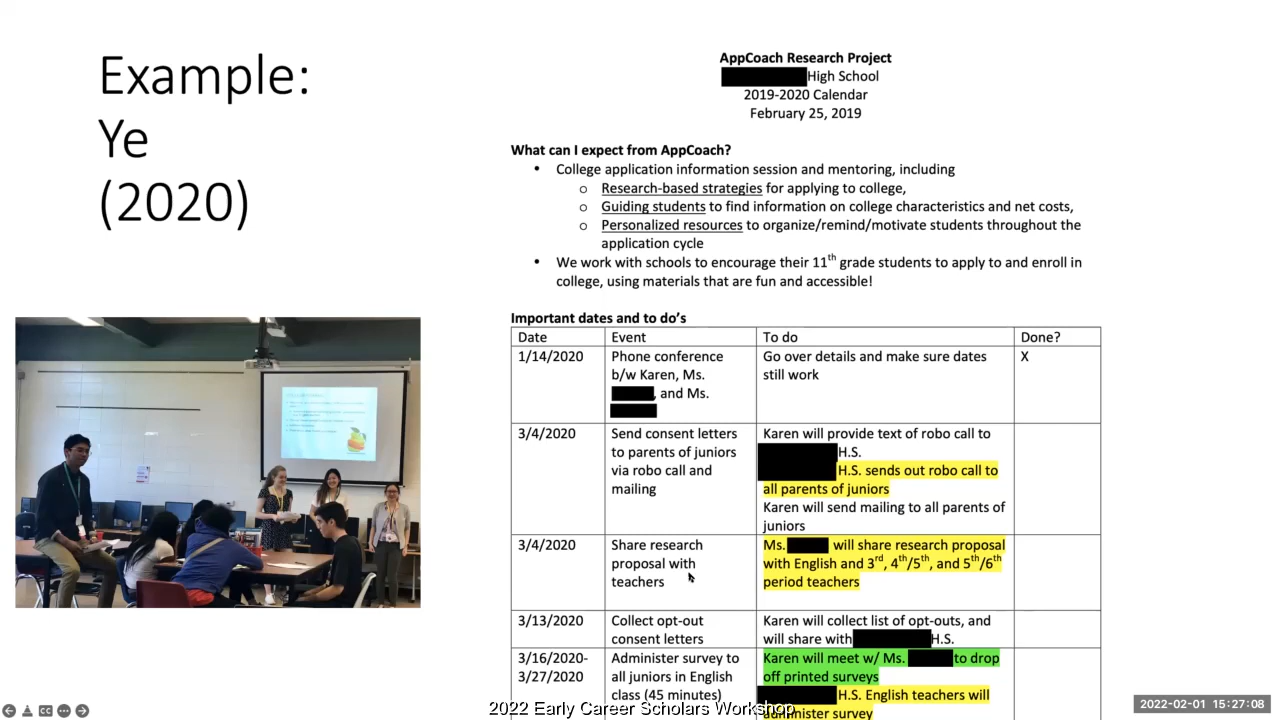 Example:
Ye
(2020)
AppCoach Research Project
High School
2019-2020 Calendar
February 25, 2019
What can I expect from AppCoach?
• College application information session and mentoring, including
o Research-based strategies for applying to college,
o Guiding students to find information on college characteristics and net costs,
o Personalized resources to organize/remind/motivate students throughout the
application cycle
• We work with schools to encourage their 11th grade students to apply to and enroll in
college, using materials that are fun and accessible!
Important dates and to do's
Date Event To do Done?
1/14/2020 Phone conference Go over details and make sure dates X
b/w Karen, Ms. still work
, and Ms.
3/4/2020 Send consent letters Karen will provide text of robo call to
to parents of juniors H.S.
via robo call and H.S. sends out robo call to
mailing all parents of juniors
Karen will send mailing to all parents of
juniors
3/4/2020 Share research Ms. will share research proposal
proposal with with English and 3rd, 4th/5th, and 5th/6th
teachers period teachers
3/13/2020 Collect opt-out Karen will collect list of opt-outs, and
consent letters will share with H.S.
3/16/2020- Administer survey to Karen will meet w/ Ms. to drop
3/27/2020 all juniors in English off printed surveys
class (45 minutes) H.S. English teachers will
administer survey
2022 Early Career Scholars Workshop
CC
2022-02-01 15:27:08